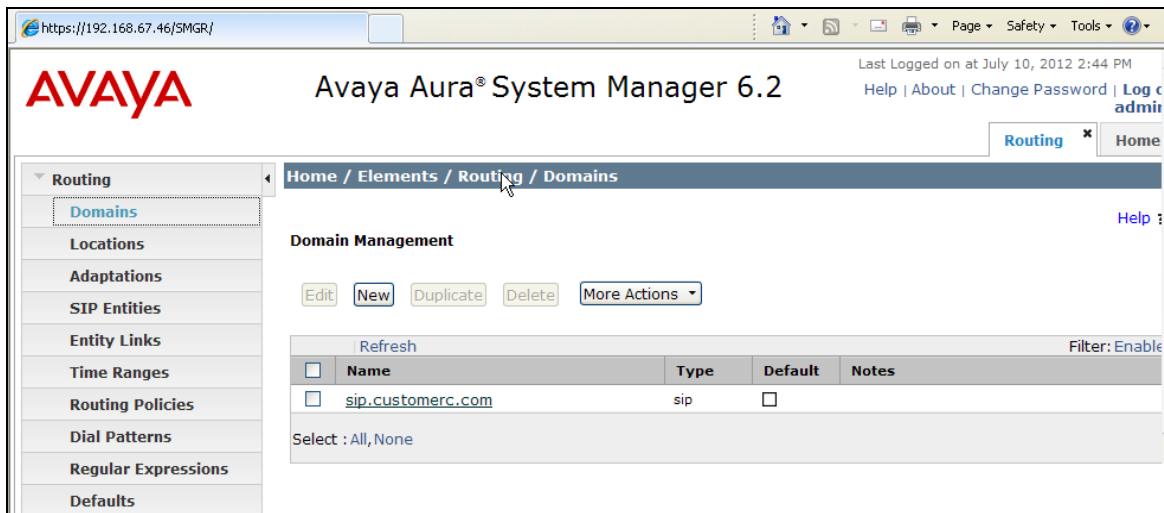 https://192.168.67.46/SMGR/
Page Safety Tools
AVAYA
Avaya Aura® System Manager 6.2
Last Logged on at July 10, 2012 2:44 PM
Help | About | Change Password | Log
Routing Home
Routing
Home / Elements / Routing / Domains
Domains
Locations
Adaptations
SIP Entities
Entity Links
Time Ranges
Routing Policies
Dial Patterns
Regular Expressions
Defaults
Help ?
Domain Management
Edit New Duplicate Delete More Actions
Refresh Filter: Enable
Name Type Default Notes
sip.customerc.com sip
Select : All, None